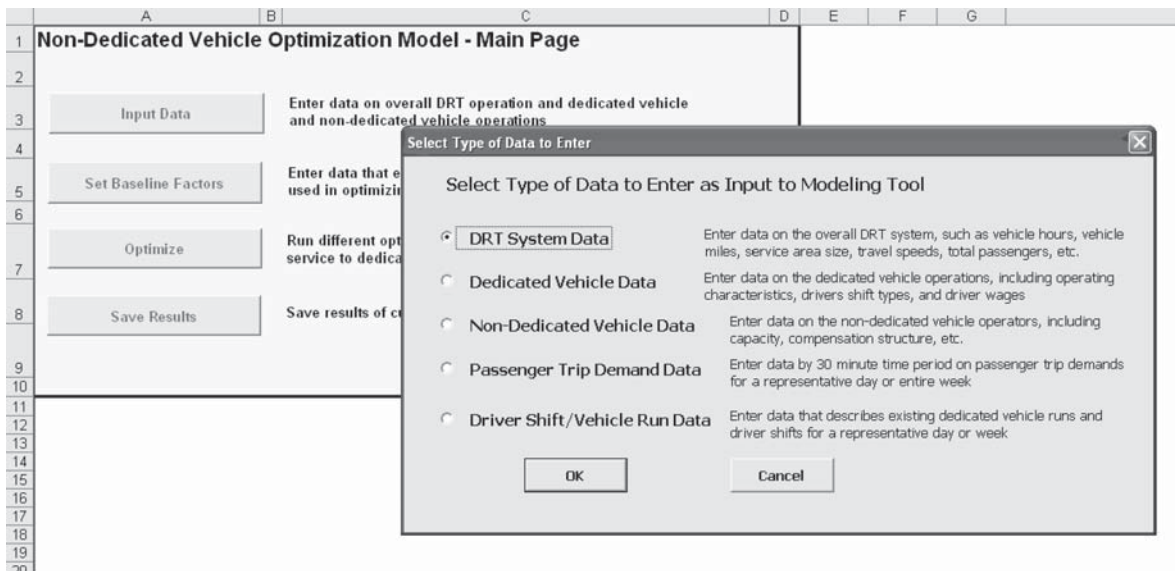 A B C D E F G
1 Non-Dedicated Vehicle Optimization Model - Main Page
2
3 Input Data
Enter data on overall DRT operation and dedicated vehicle
and non-dedicated vehicle operations
4
5 Set Baseline Factors
Enter data that e
used in optimizin
6
7 Optimize
Run different opt
service to dedica
8 Save Results
Save results of cu
9
10
11
12
13
14
15
16
17
18
19
20
Select Type of Data to Enter
Select Type of Data to Enter as Input to Modeling Tool
DRT System Data
Enter data on the overall DRT system, such as vehicle hours, vehicle
miles, service area size, travel speeds, total passengers, etc.
Dedicated Vehicle Data
Enter data on the dedicated vehicle operations, including operating
characteristics, drivers shift types, and driver wages
Non-Dedicated Vehicle Data
Enter data on the non-dedicated vehicle operators, including
capacity, compensation structure, etc.
Passenger Trip Demand Data
Enter data by 30 minute time period on passenger trip demands
for a representative day or entire week
Driver Shift/Vehicle Run Data
Enter data that describes existing dedicated vehicle runs and
driver shifts for a representative day or week
OK Cancel